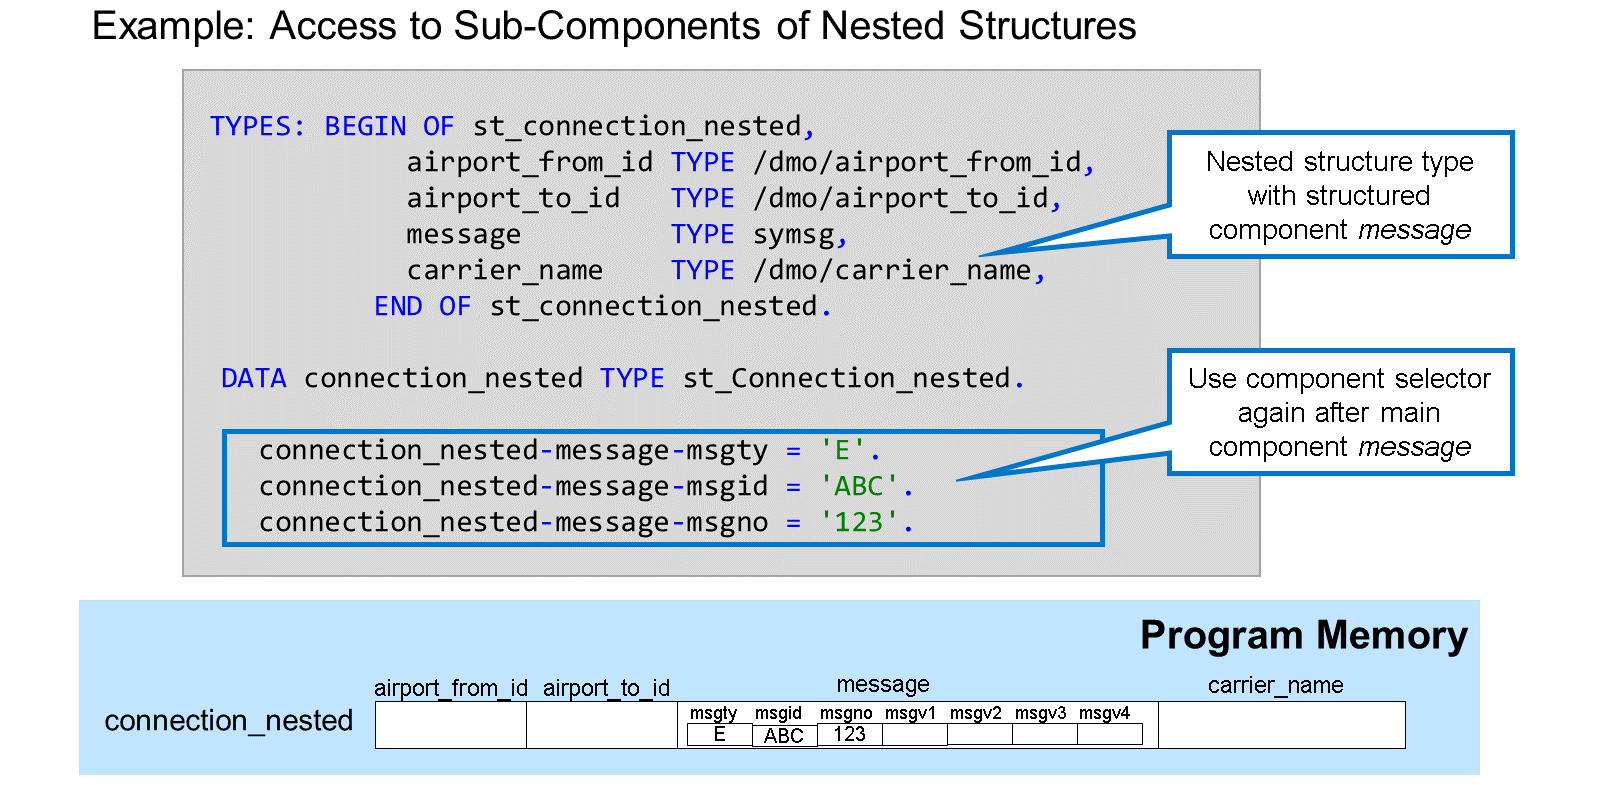 Example: Access to Sub-Components of Nested Structures
TYPES: BEGIN OF st_connection_nested,
airport_from_id TYPE /dmo/airport_from_id,
airport_to_id TYPE /dmo/airport_to_id,
message TYPE symsg,
carrier_name TYPE /dmo/carrier_name,
END OF st_connection_nested.
Nested structure type
with structured
component message
DATA connection_nested TYPE st_Connection_nested.
connection_nested-message-msgty = 'E'.
connection_nested-message-msgid = 'ABC'.
connection_nested-message-msgno = '123'.
Use component selector
again after main
component message
Program Memory
airport_from_id airport_to_id message carrier_name
connection_nested
msgty msgid msgno msgv1 msgv2 msgv3 msgv4
E ABC 123